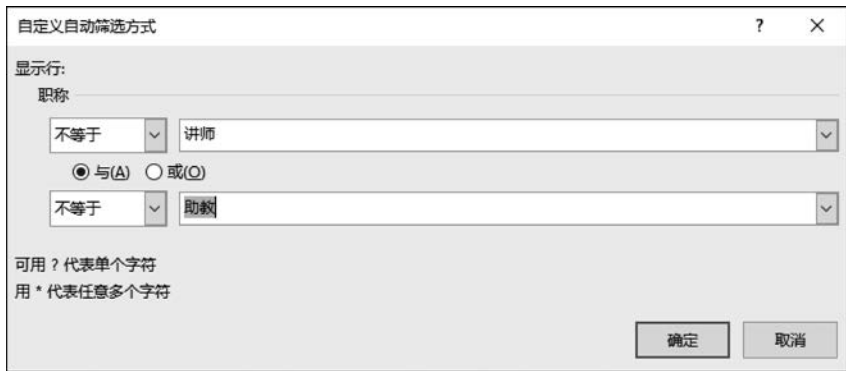 自定义自动筛选方式 ? ×
显示行:
职称
不等于 讲师
与(A) 或(O)
不等于 助教
可用 ? 代表单个字符
用 * 代表任意多个字符
确定 取消